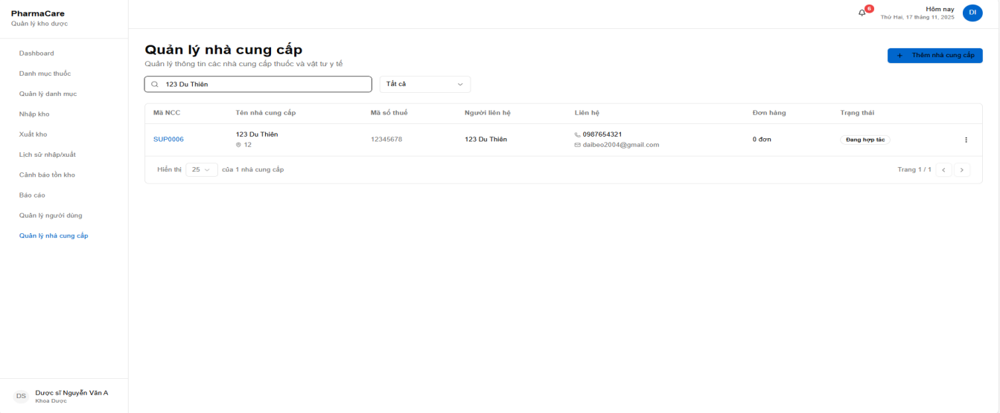 PharmaCare
Quản lý kho dược
Dashboard
Danh mục thuốc
Quản lý danh mục
Nhập kho
Xuất kho
Lịch sử nhập/xuất
Cảnh báo tồn kho
Báo cáo
Quản lý người dùng
Quản lý nhà cung cấp
DS
Dược sĩ Nguyễn Văn A
Khoa Dược
6
Hôm nay
Thứ Hai, 17 tháng 11, 2025
DI
Quản lý nhà cung cấp
Quản lý thông tin các nhà cung cấp thuốc và vật tư y tế
+ Thêm nhà cung cấp
123 Du Thiên
Tất cả
Mã NCC Tên nhà cung cấp Mã số thuế Người liên hệ Liên hệ Đơn hàng Trạng thái
SUP0006 123 Du Thiên 12345678 123 Du Thiên 0987654321 0 đơn Đang hợp tác
12 daibeo2004@gmail.com
Hiển thị 25 của 1 nhà cung cấp Trang 1 / 1